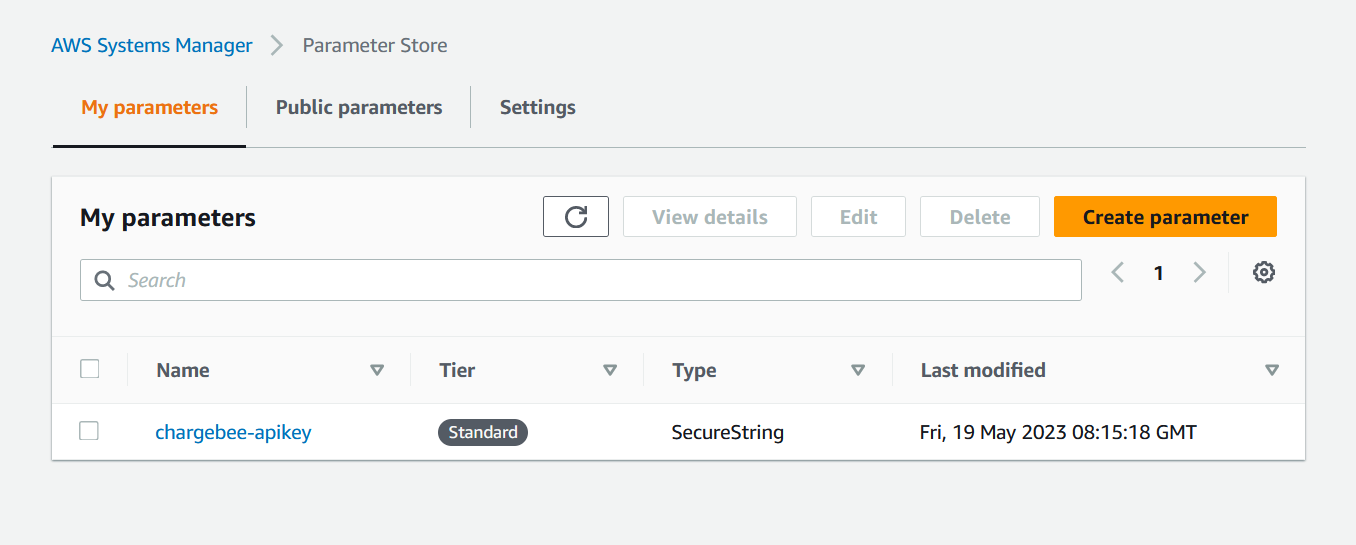 AWS Systems Manager Parameter Store
My parameters Public parameters Settings
My parameters View details Edit Delete Create parameter
Search 1
Name Tier Type Last modified
chargebee-apikey Standard SecureString Fri, 19 May 2023 08:15:18 GMT